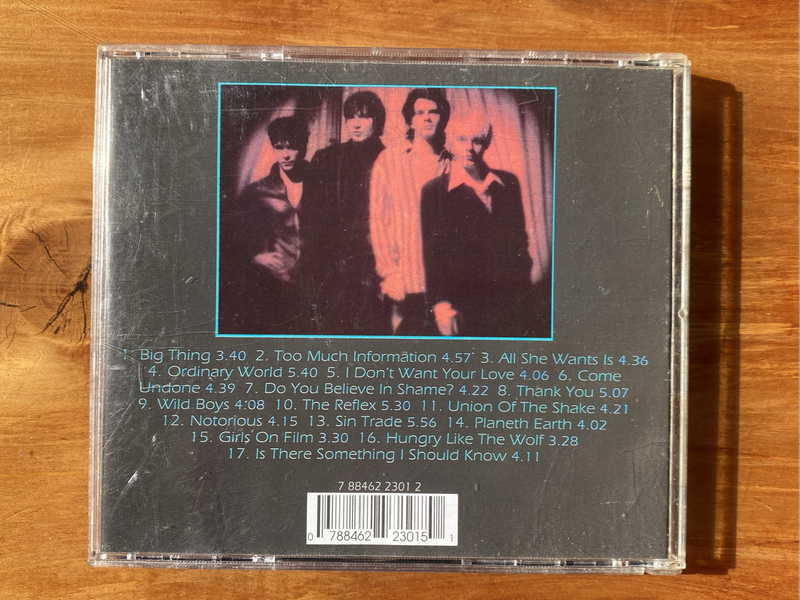 1. Big Thing 3.40 2. Too Much Information 4.57 3. All She Wants Is 4.36
4. Ordinary World 5.40 5. I Don't Want Your Love 4.06 6. Come
Undone 4.39 7. Do You Believe In Shame? 4.22 8. Thank You 5.07
9. Wild Boys 4:08 10. The Reflex 5.30 11. Union Of The Snake 4.21
12. Notorious 4.15 13. Sin Trade 5.56 14. Planeth Earth 4.02
15. Girls On Film 3.30 16. Hungry Like The Wolf 3.28
17. Is There Something I Should Know 4.11
7 88462 2301 2
0 788462 23015 1